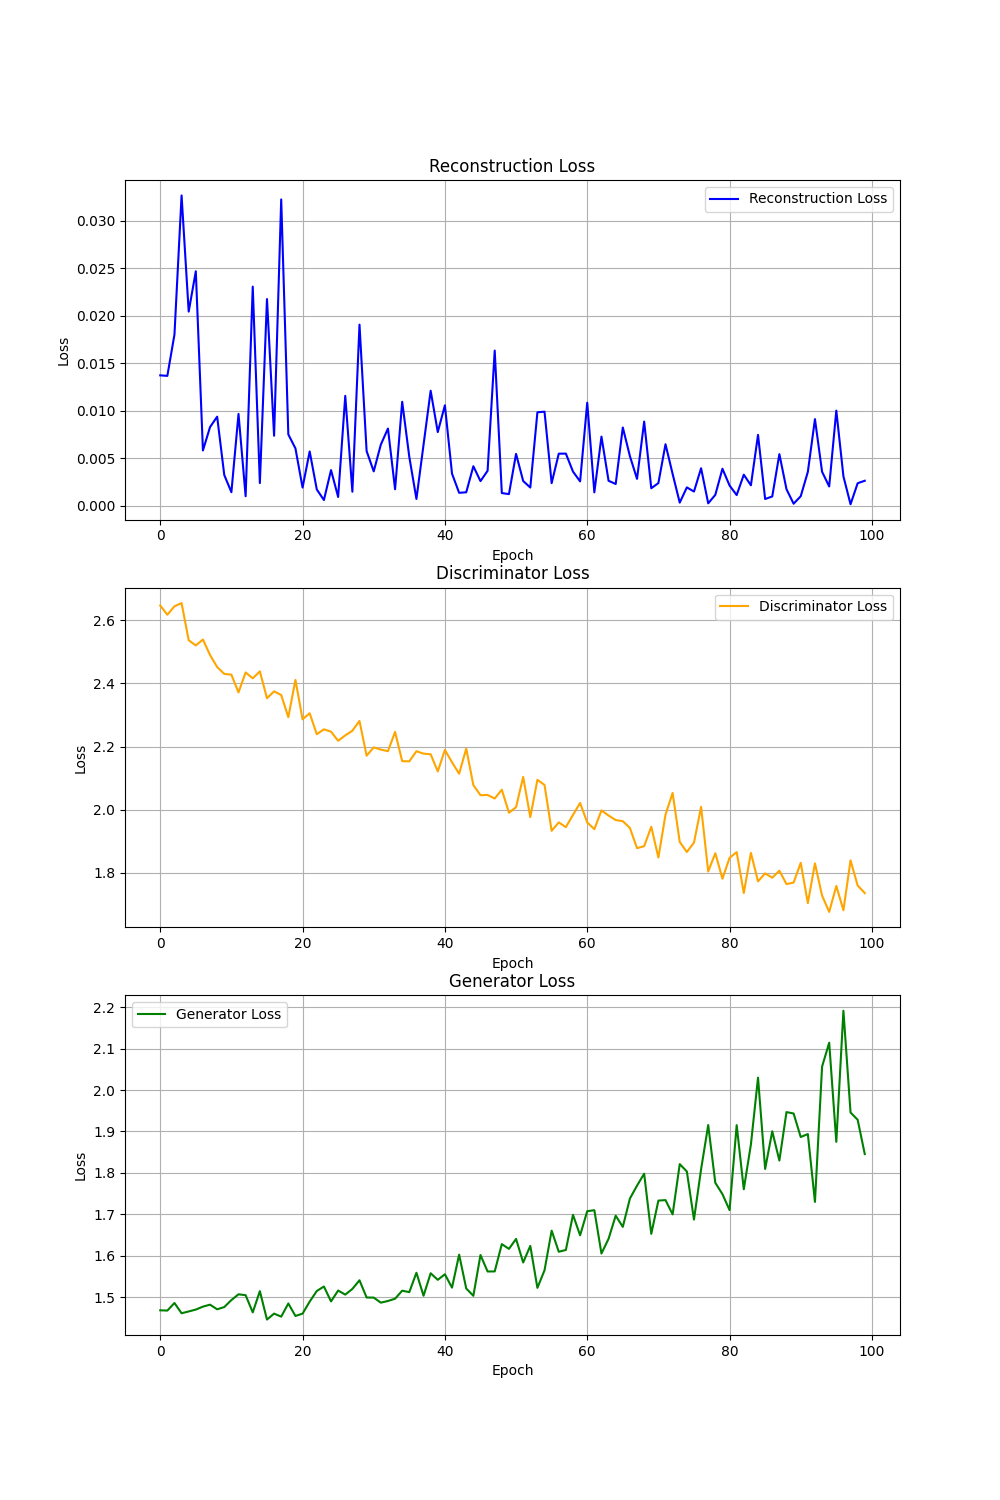 Reconstruction Loss
Reconstruction Loss
0.030
0.025
0.020
0.015
0.010
0.005
0.000
Loss
0 20 40 60 80 100
Epoch
Discriminator Loss
Discriminator Loss
2.6
2.4
2.2
2.0
1.8
Loss
0 20 40 60 80 100
Epoch
Generator Loss
Generator Loss
2.2
2.1
2.0
1.9
1.8
1.7
1.6
1.5
Loss
0 20 40 60 80 100
Epoch